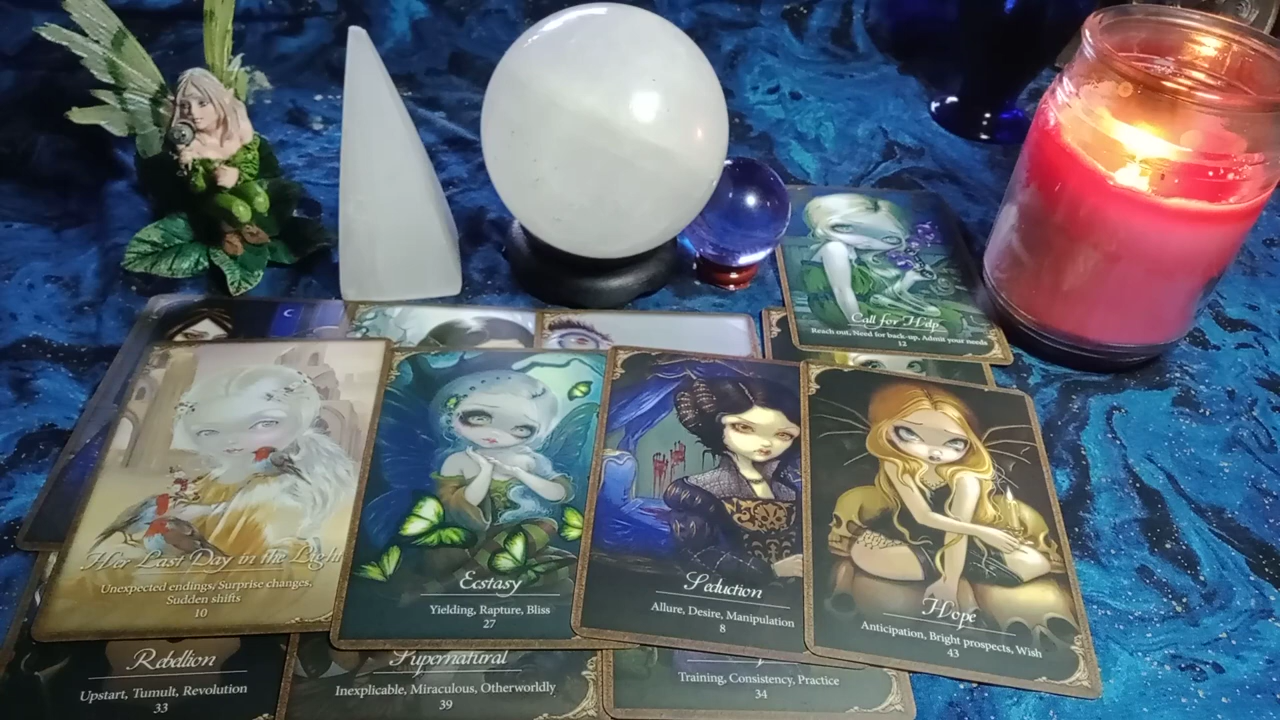 Call for Help
Reach out, Need for back-up, Admit your needs
12
Her Last Day in the Light
Unexpected endings, Surprise changes,
Sudden shifts
10
Ecstasy
Yielding, Rapture, Bliss
27
Seduction
Allure, Desire, Manipulation
8
Hope
Anticipation, Bright prospects, Wish
43
Rebellion
Upstart, Tumult, Revolution
33
Supernatural
Inexplicable, Miraculous, Otherworldly
39
Training, Consistency, Practice
34